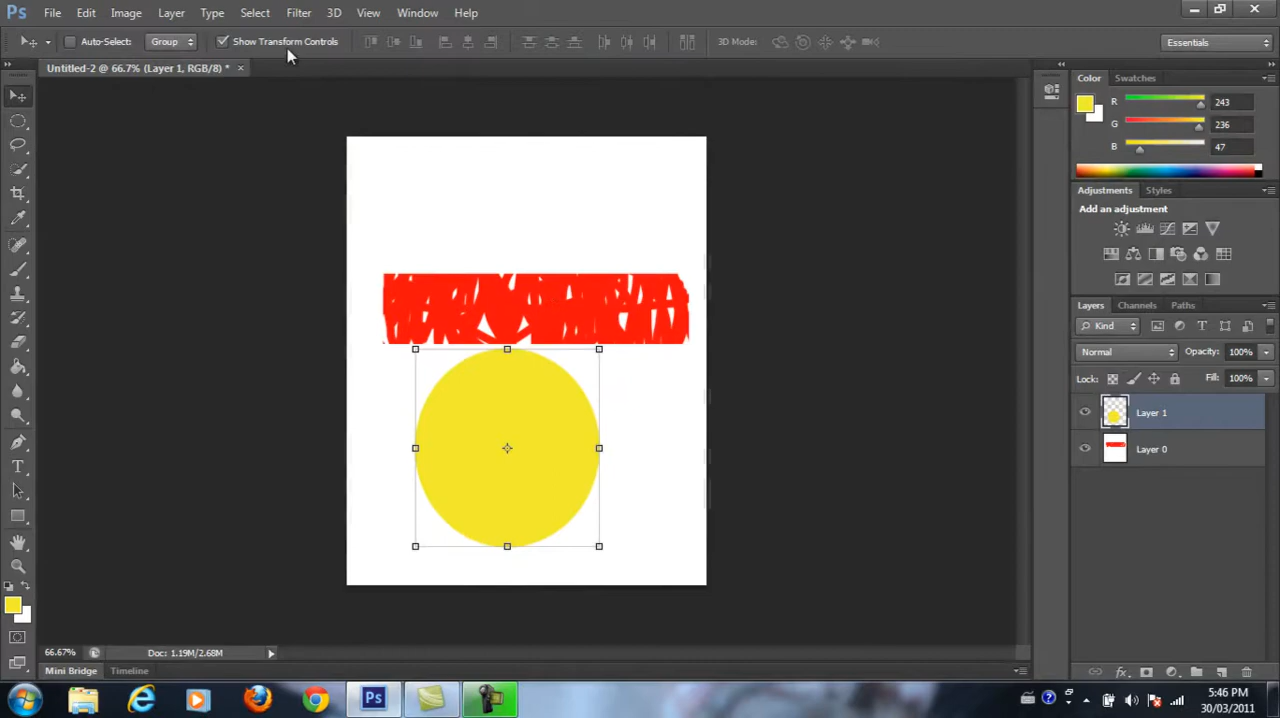 Ps File Edit Image Layer Type Select Filter 3D View Window Help
Auto-Select: Group Show Transform Controls 3D Mode: Essentials
Untitled-2 @ 66.7% (Layer 1, RGB/8) * ×
Color Swatches
R 243
G 236
B 47
Adjustments Styles
Add an adjustment
Layers Channels Paths
Kind
Normal Opacity: 100%
Lock: Fill: 100%
Layer 1
Layer 0
66.67% Doc: 1.19M/2.68M
Mini Bridge Timeline
Ps
5:46 PM
30/03/2011